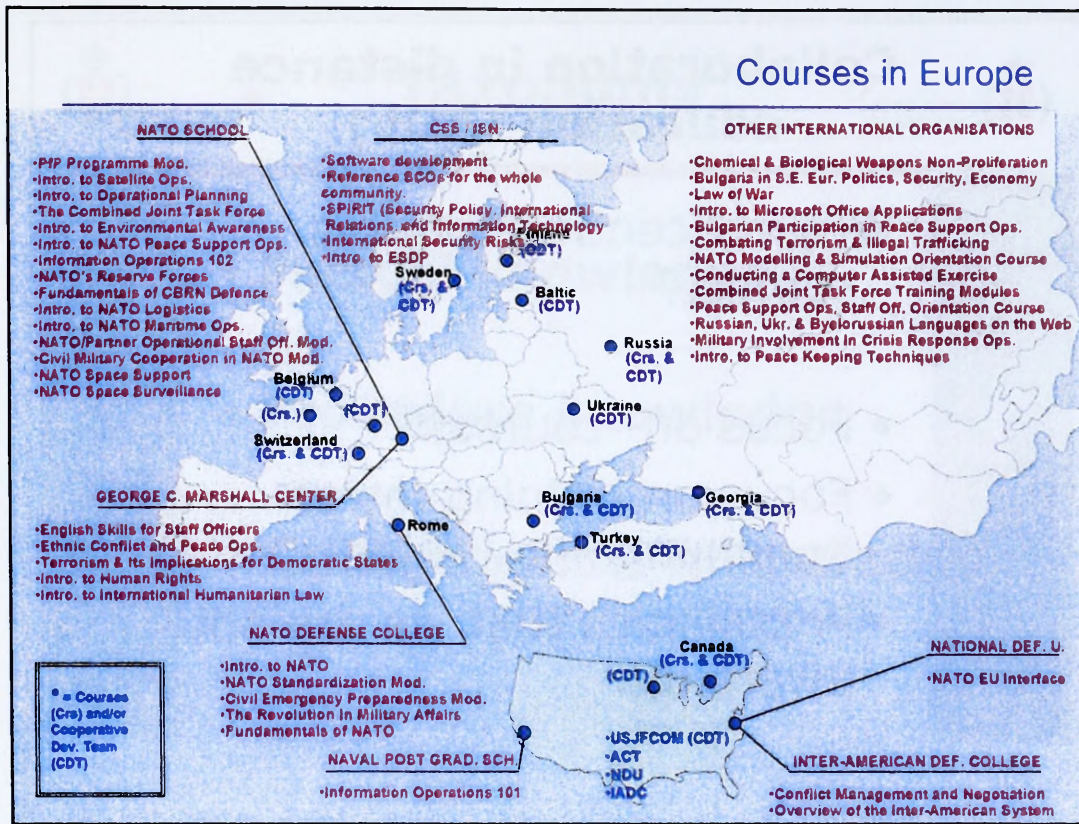 Courses in Europe
NATO SCHOOL
•PfP Programme Mod.
•Intro. to Satellite Ops.
•Intro. to Operational Planning
•The Combined Joint Task Force
•Intro. to Environmental Awareness
•Intro. to NATO Peace Support Ops.
•Information Operations 102
•NATO's Reserve Forces
•Fundamentals of CBRN Defence
•Intro. to NATO Logistics
•Intro. to NATO Maritime Ops.
•NATO/Partner Operational Staff Off. Mod.
•Civil Military Cooperation in NATO Mod.
•NATO Space Support
•NATO Space Surveillance
CSS / ISN
•Software development
•Reference SCOs for the whole
community.
•SPIRIT (Security Policy, International
Relations, and Information Technology
•International Security Risks
•Intro. to ESDP
OTHER INTERNATIONAL ORGANISATIONS
•Chemical & Biological Weapons Non-Proliferation
•Bulgaria in S.E. Eur. Politics, Security, Economy
•Law of War
•Intro. to Microsoft Office Applications
•Bulgarian Participation in Peace Support Ops.
•Combating Terrorism & Illegal Trafficking
•NATO Modelling & Simulation Orientation Course
•Conducting a Computer Assisted Exercise
•Combined Joint Task Force Training Modules
•Peace Support Ops, Staff Off. Orientation Course
•Russian, Ukr. & Byelorussian Languages on the Web
•Military Involvement In Crisis Response Ops.
•Intro. to Peace Keeping Techniques
Finland
(CDT)
Sweden
(Crs, &
CDT)
Baltic
(CDT)
Russia
(Crs. &
CDT)
Belgium
(CDT)
(Crs.)
(CDT)
Ukraine
(CDT)
Switzerland
(Crs. & CDT)
Bulgaria
(Crs & CDT)
Georgia
(Crs. & CDT)
Turkey
(Crs. & CDT)
Rome
GEORGE C. MARSHALL CENTER
•English Skills for Staff Officers
•Ethnic Conflict and Peace Ops.
•Terrorism & Its Implications for Democratic States
•Intro. to Human Rights
•Intro. to International Humanitarian Law
NATO DEFENSE COLLEGE
•Intro. to NATO
•NATO Standardization Mod.
•Civil Emergency Preparedness Mod.
•The Revolution In Military Affairs
•Fundamentals of NATO
Canada
(Crs. & CDT)
(CDT)
NATIONAL DEF. U.
•NATO EU Interface
• = Courses
(Crs) and/or
Cooperative
Dev. Team
(CDT)
•USJFCOM (CDT)
•ACT
•NDU
•IADC
NAVAL POST GRAD. SCH.
•Information Operations 101
INTER-AMERICAN DEF. COLLEGE
•Conflict Management and Negotiation
•Overview of the Inter-American System